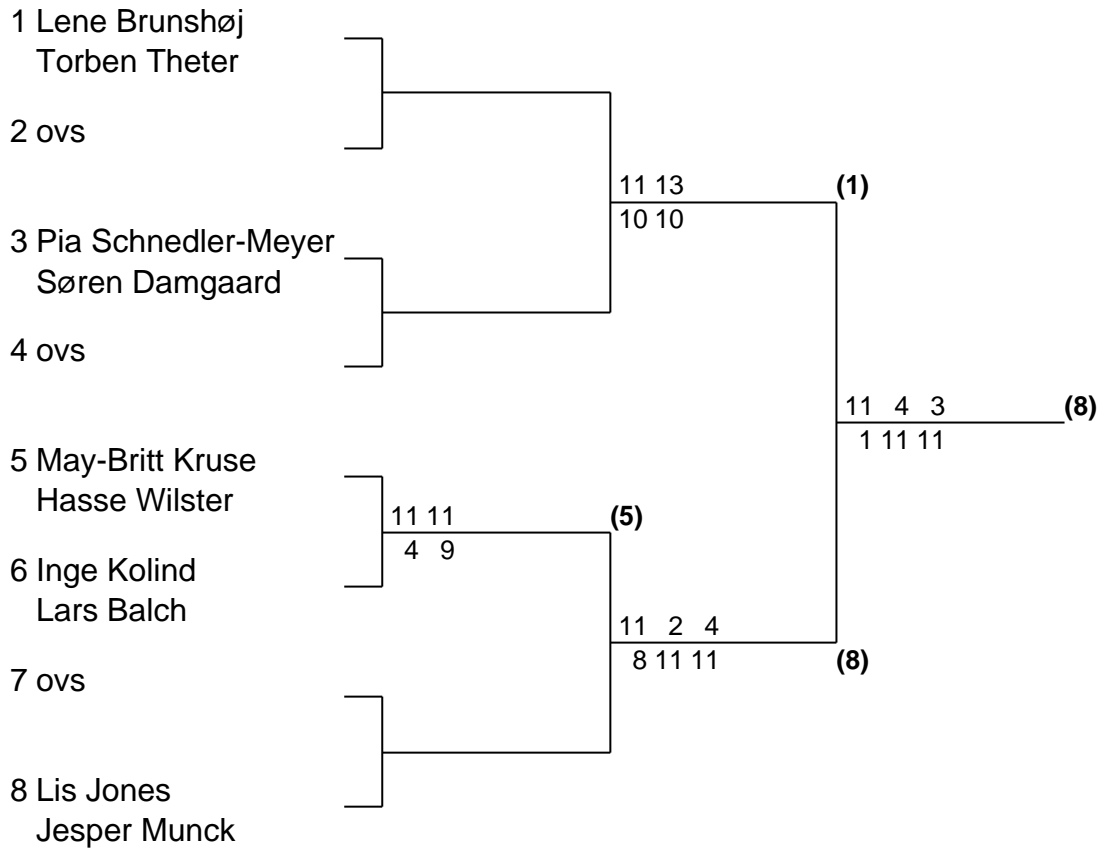 1 Lene Brunshøj
Torben Theter
2 ovs
11 13
(1)
10 10
3 Pia Schnedler-Meyer
Søren Damgaard
4 ovs
11 4 3
(8)
1 11 11
5 May-Britt Kruse
Hasse Wilster
11 11
(5)
4 9
6 Inge Kolind
Lars Balch
11 2 4
8 11 11
(8)
7 ovs
8 Lis Jones
Jesper Munck